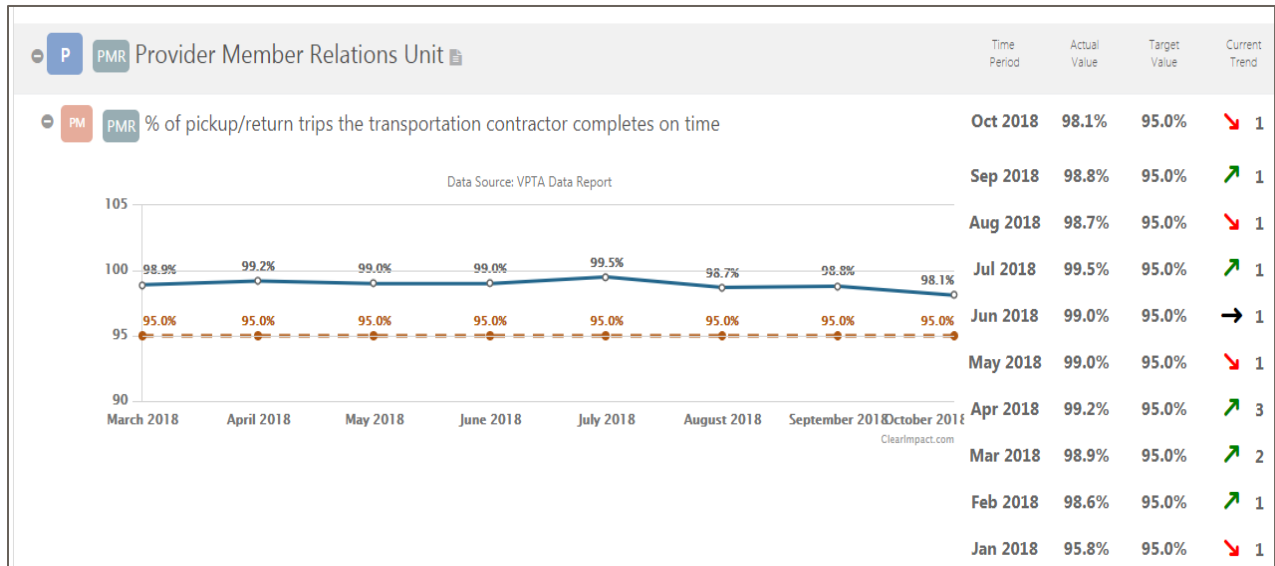 P PMR Provider Member Relations Unit
Time Period Actual Value Target Value Current Trend
PM PMR % of pickup/return trips the transportation contractor completes on time
Data Source: VPTA Data Report
105
100
95
90
98.9% 99.2% 99.0% 99.0% 99.5% 98.7% 98.8% 98.1%
95.0% 95.0% 95.0% 95.0% 95.0% 95.0% 95.0% 95.0%
March 2018 April 2018 May 2018 June 2018 July 2018 August 2018 September 2018 October 2018
ClearImpact.com
Oct 2018 98.1% 95.0% ↘ 1
Sep 2018 98.8% 95.0% ↗ 1
Aug 2018 98.7% 95.0% ↘ 1
Jul 2018 99.5% 95.0% ↗ 1
Jun 2018 99.0% 95.0% → 1
May 2018 99.0% 95.0% ↘ 1
Apr 2018 99.2% 95.0% ↗ 3
Mar 2018 98.9% 95.0% ↗ 2
Feb 2018 98.6% 95.0% ↗ 1
Jan 2018 95.8% 95.0% ↘ 1